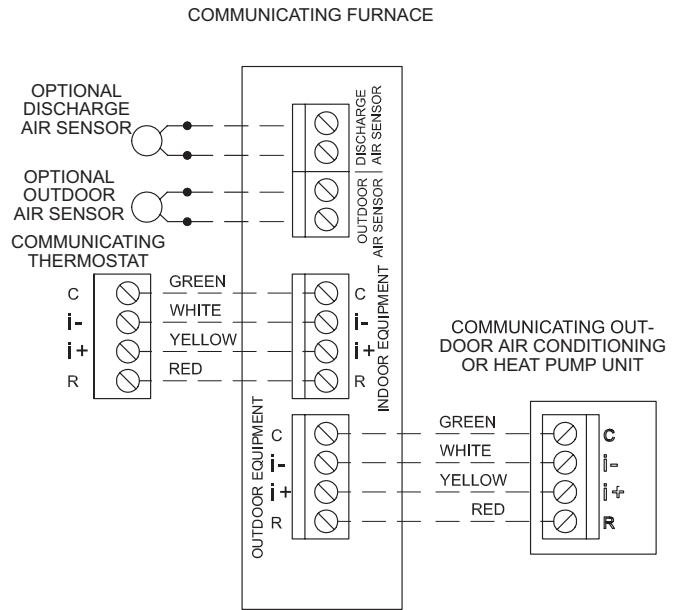 COMMUNICATING FURNACE
OPTIONAL
DISCHARGE
AIR SENSOR
DISCHARGE
AIR SENSOR
OPTIONAL
OUTDOOR
AIR SENSOR
OUTDOOR
AIR SENSOR
COMMUNICATING
THERMOSTAT
C GREEN C
i- WHITE i-
i+ YELLOW i+
R RED R
INDOOR EQUIPMENT
COMMUNICATING OUT-
DOOR AIR CONDITIONING
OR HEAT PUMP UNIT
OUTDOOR EQUIPMENT
C GREEN C
i- WHITE i-
i+ YELLOW i+
R RED R